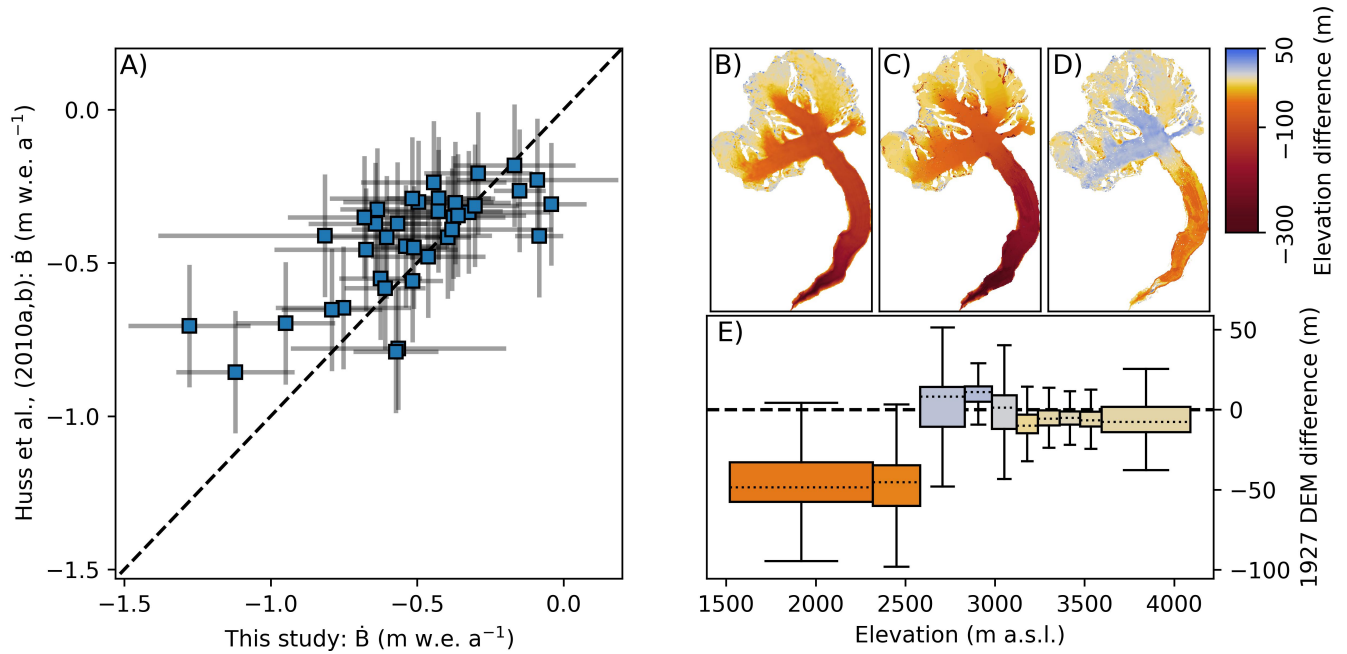 A)
Huss et al., (2010a,b): Ḃ (m w.e. a⁻¹)
0.0
−0.5
−1.0
−1.5
−1.5 −1.0 −0.5 0.0
This study: Ḃ (m w.e. a⁻¹)
B) C) D)
50
−100
−300
Elevation difference (m)
E)
50
0
−50
−100
1927 DEM difference (m)
1500 2000 2500 3000 3500 4000
Elevation (m a.s.l.)